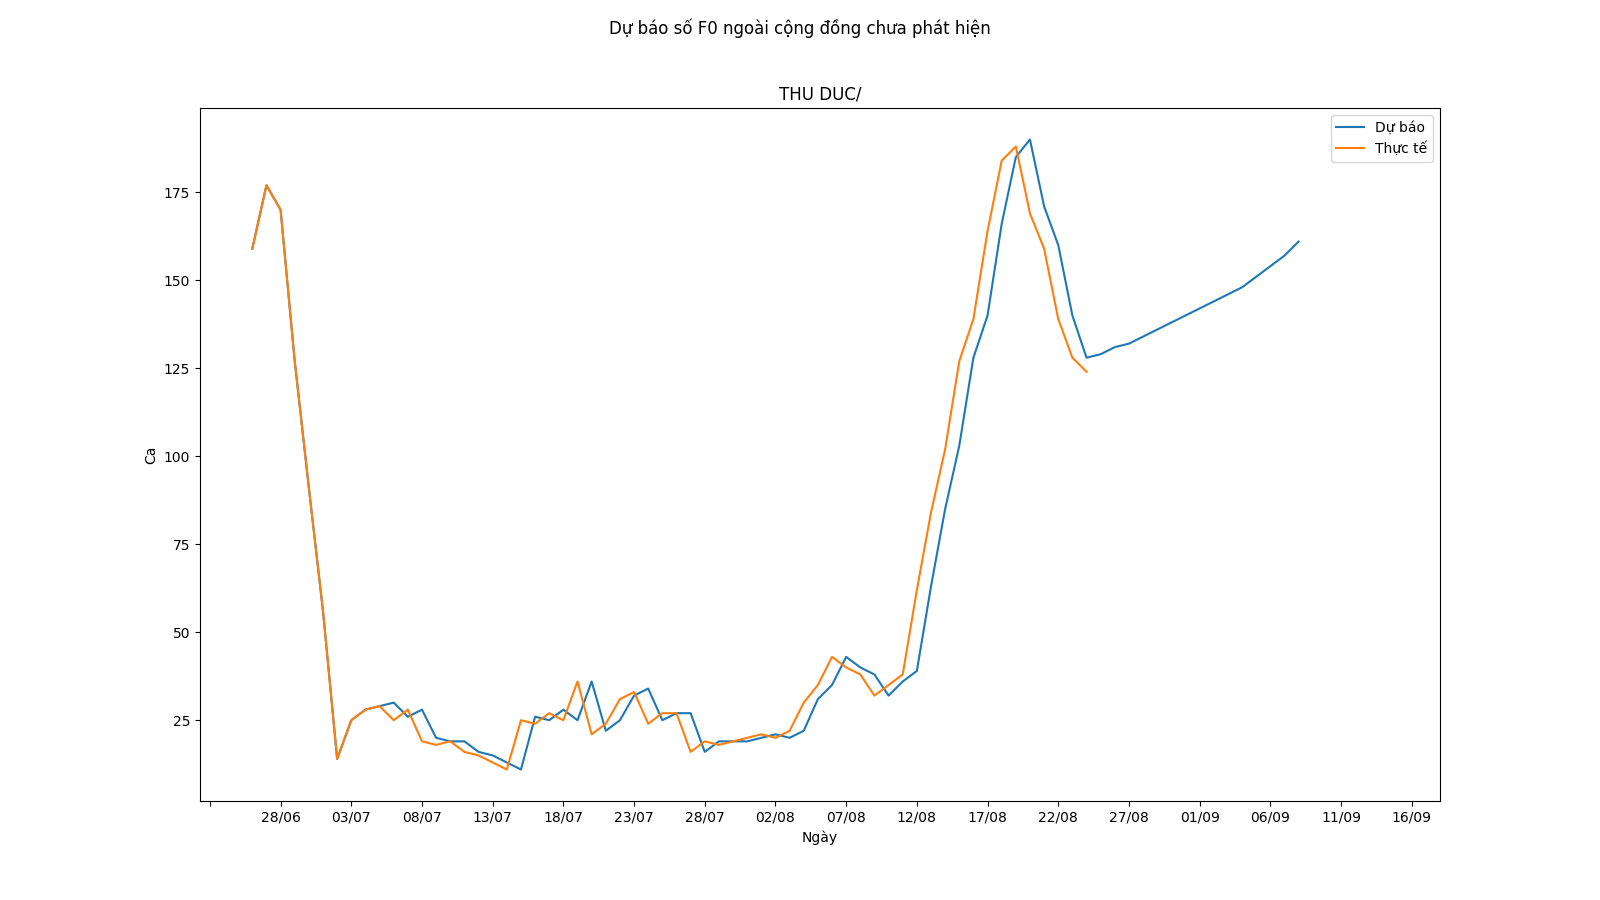 Dự báo số F0 ngoài cộng đồng chưa phát hiện
THU DUC/
Dự báo
Thực tế
175
150
125
100
75
50
25
Ca
28/06 03/07 08/07 13/07 18/07 23/07 28/07 02/08 07/08 12/08 17/08 22/08 27/08 01/09 06/09 11/09 16/09
Ngày